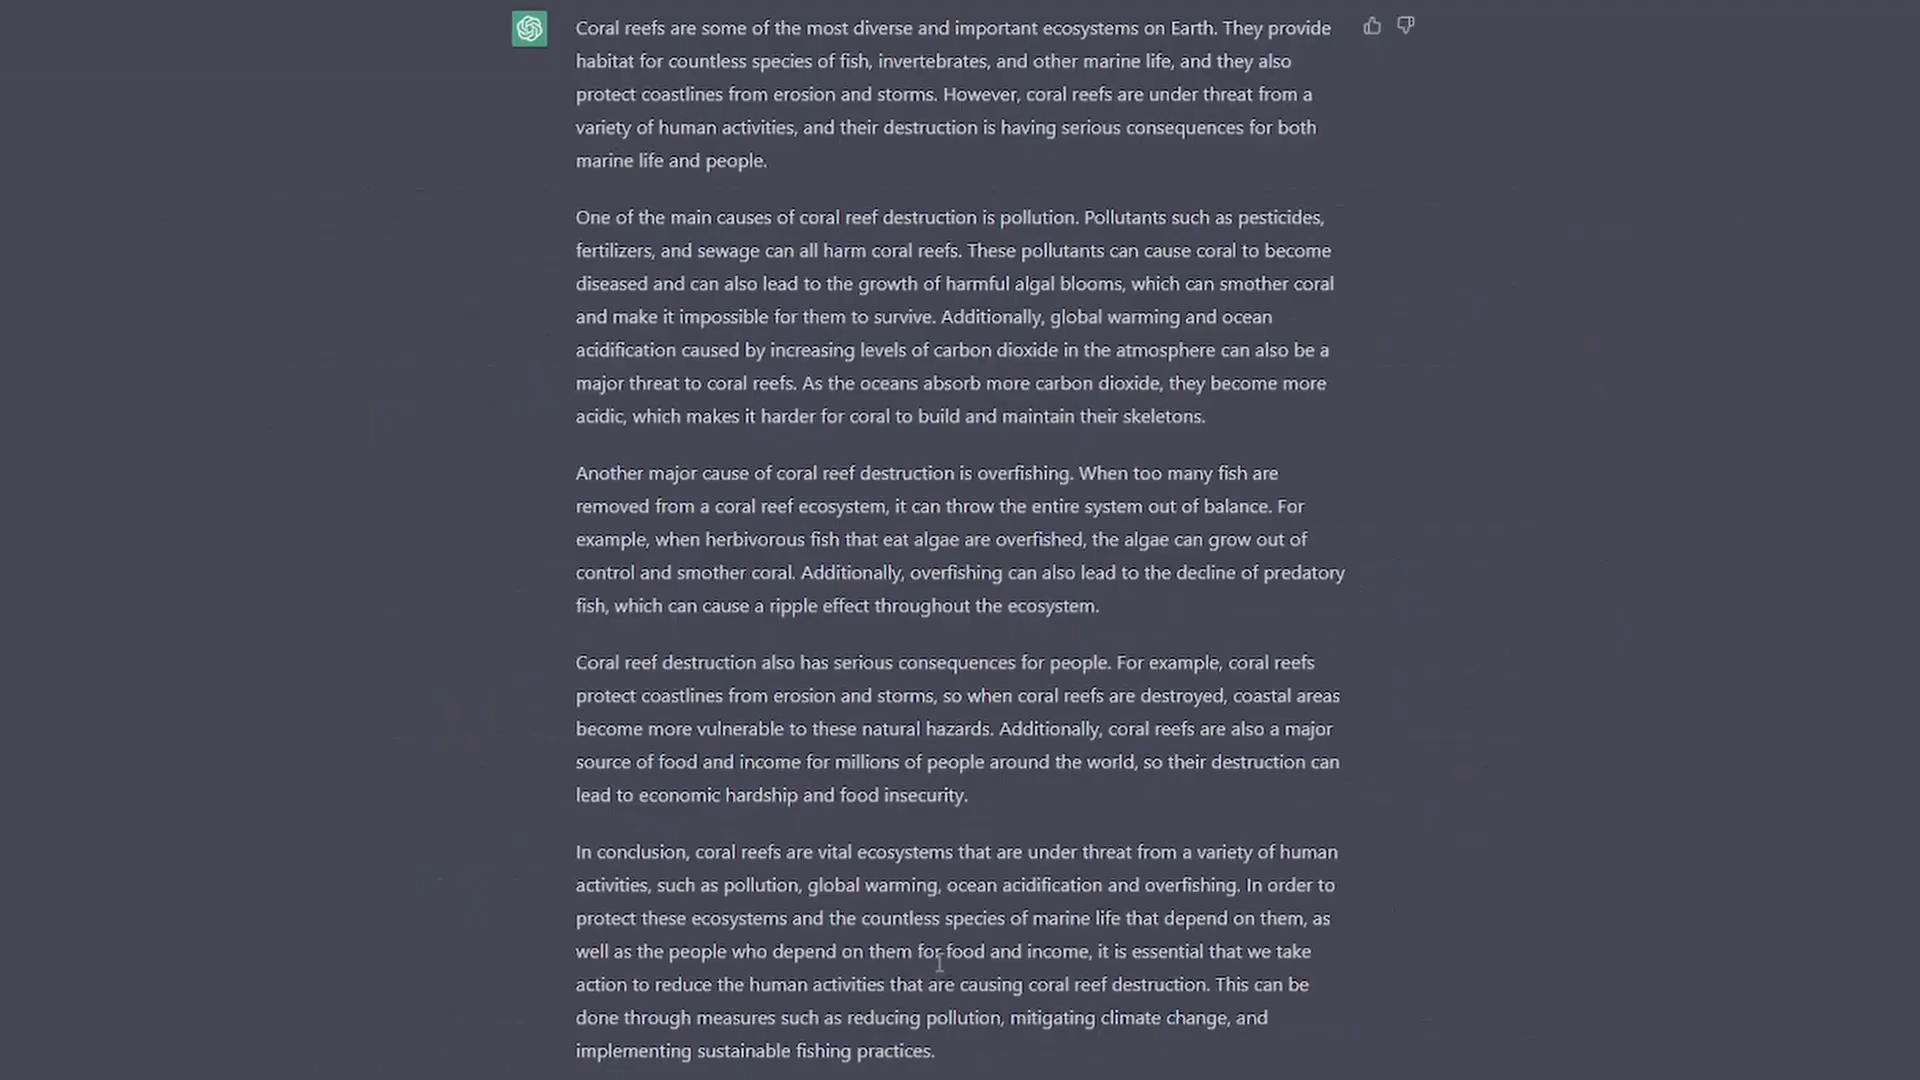 Coral reefs are some of the most diverse and important ecosystems on Earth. They provide
habitat for countless species of fish, invertebrates, and other marine life, and they also
protect coastlines from erosion and storms. However, coral reefs are under threat from a
variety of human activities, and their destruction is having serious consequences for both
marine life and people.
One of the main causes of coral reef destruction is pollution. Pollutants such as pesticides,
fertilizers, and sewage can all harm coral reefs. These pollutants can cause coral to become
diseased and can also lead to the growth of harmful algal blooms, which can smother coral
and make it impossible for them to survive. Additionally, global warming and ocean
acidification caused by increasing levels of carbon dioxide in the atmosphere can also be a
major threat to coral reefs. As the oceans absorb more carbon dioxide, they become more
acidic, which makes it harder for coral to build and maintain their skeletons.
Another major cause of coral reef destruction is overfishing. When too many fish are
removed from a coral reef ecosystem, it can throw the entire system out of balance. For
example, when herbivorous fish that eat algae are overfished, the algae can grow out of
control and smother coral. Additionally, overfishing can also lead to the decline of predatory
fish, which can cause a ripple effect throughout the ecosystem.
Coral reef destruction also has serious consequences for people. For example, coral reefs
protect coastlines from erosion and storms, so when coral reefs are destroyed, coastal areas
become more vulnerable to these natural hazards. Additionally, coral reefs are also a major
source of food and income for millions of people around the world, so their destruction can
lead to economic hardship and food insecurity.
In conclusion, coral reefs are vital ecosystems that are under threat from a variety of human
activities, such as pollution, global warming, ocean acidification and overfishing. In order to
protect these ecosystems and the countless species of marine life that depend on them, as
well as the people who depend on them for food and income, it is essential that we take
action to reduce the human activities that are causing coral reef destruction. This can be
done through measures such as reducing pollution, mitigating climate change, and
implementing sustainable fishing practices.